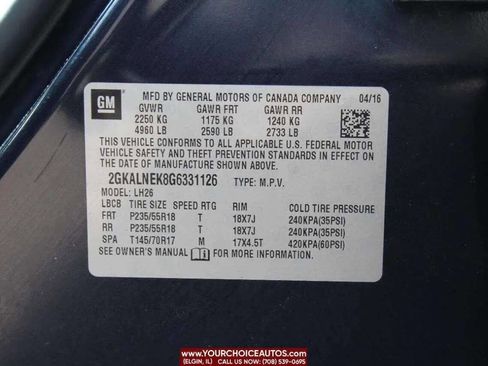 GM
MFD BY GENERAL MOTORS OF CANADA COMPANY 04/16
GVWR GAWR FRT GAWR RR
2250 KG 1175 KG 1240 KG
4960 LB 2590 LB 2733 LB
THIS VEHICLE CONFORMS TO ALL APPLICABLE U.S. FEDERAL MOTOR
VEHICLE SAFETY AND THEFT PREVENTION STANDARDS IN EFFECT ON
THE DATE OF MANUFACTURE SHOWN ABOVE.
2GKALNEK8G6331126 TYPE: M.P.V.
MODEL: LH26
LBCB TIRE SIZE SPEED RTG RIM COLD TIRE PRESSURE
FRT P235/55R18 T 18X7J 240KPA(35PSI)
RR P235/55R18 T 18X7J 240KPA(35PSI)
SPA T145/70R17 M 17X4.5T 420KPA(60PSI)
SEE OWNER'S MANUAL FOR MORE INFORMATION.
www.YOURCHOICEAUTOS.com
(ELGIN, IL) Call Us Today! (708) 539-0695